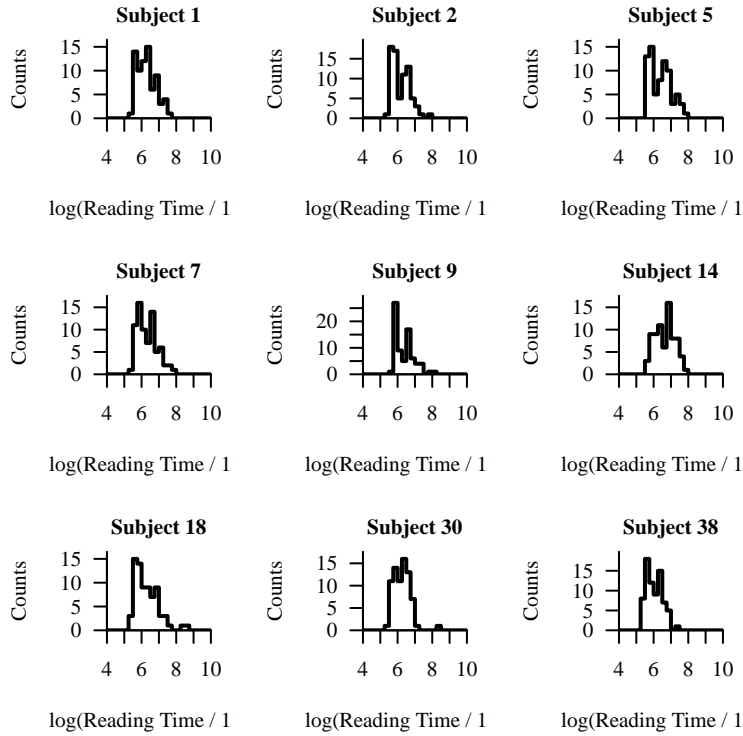 Subject 1
Counts
0 5 10 15
4 6 8 10
log(Reading Time / 1
Subject 2
Counts
0 5 10 15
4 6 8 10
log(Reading Time / 1
Subject 5
Counts
0 5 10 15
4 6 8 10
log(Reading Time / 1
Subject 7
Counts
0 5 10 15
4 6 8 10
log(Reading Time / 1
Subject 9
Counts
0 10 20
4 6 8 10
log(Reading Time / 1
Subject 14
Counts
0 5 10 15
4 6 8 10
log(Reading Time / 1
Subject 18
Counts
0 5 10 15
4 6 8 10
log(Reading Time / 1
Subject 30
Counts
0 5 10 15
4 6 8 10
log(Reading Time / 1
Subject 38
Counts
0 5 10 15
4 6 8 10
log(Reading Time / 1